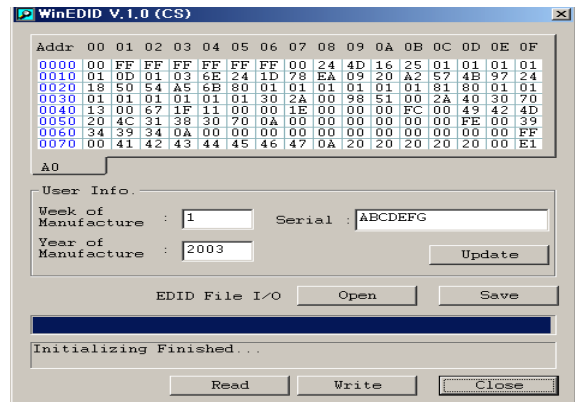 WinEDID V.1.0 (CS)
Addr 00 01 02 03 04 05 06 07 08 09 0A 0B 0C 0D 0E 0F
0000 00 FF FF FF FF FF FF 00 24 4D 16 25 01 01 01 01
0010 01 0D 01 03 6E 24 1D 78 EA 09 20 A2 57 4B 97 24
0020 18 50 54 A5 6B 80 01 01 01 01 01 01 81 80 01 01
0030 01 01 01 01 01 01 30 2A 00 98 51 00 2A 40 30 70
0040 13 00 67 1F 11 00 00 1E 00 00 00 FC 00 49 42 4D
0050 20 4C 31 38 30 70 0A 00 00 00 00 00 00 FE 00 39
0060 34 39 34 0A 00 00 00 00 00 00 00 00 00 00 00 FF
0070 00 41 42 43 44 45 46 47 0A 20 20 20 20 20 00 E1
A0
User Info.
Week of
Manufacture : 1 Serial : ABCDEFG
Year of
Manufacture : 2003 Update
EDID File I/O Open Save
Initializing Finished...
Read Write Close